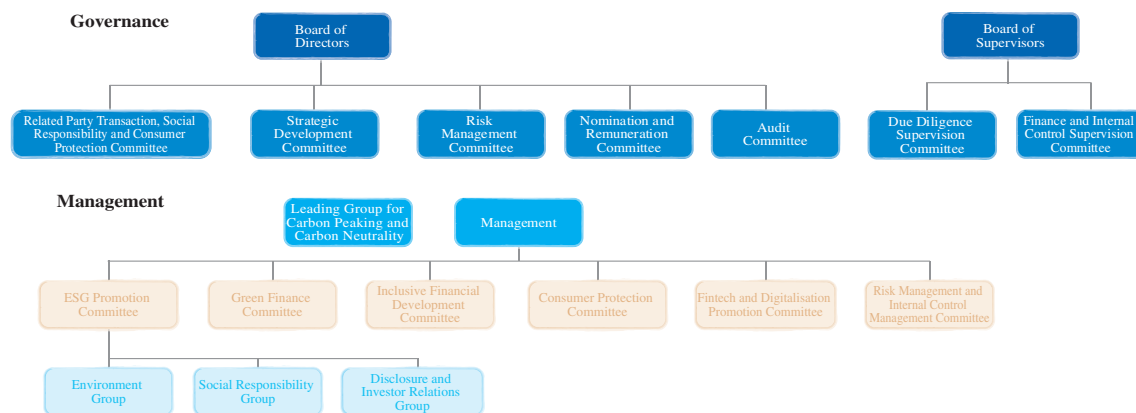 Governance
Board of
Directors
Board of
Supervisors
Related Party Transaction, Social
Responsibility and Consumer
Protection Committee
Strategic
Development
Committee
Risk
Management
Committee
Nomination and
Remuneration
Committee
Audit
Committee
Due Diligence
Supervision
Committee
Finance and Internal
Control Supervision
Committee
Management
Leading Group for
Carbon Peaking and
Carbon Neutrality
Management
ESG Promotion
Committee
Green Finance
Committee
Inclusive Financial
Development
Committee
Consumer Protection
Committee
Fintech and Digitalisation
Promotion Committee
Risk Management and
Internal Control
Management Committee
Environment
Group
Social Responsibility
Group
Disclosure and
Investor Relations
Group